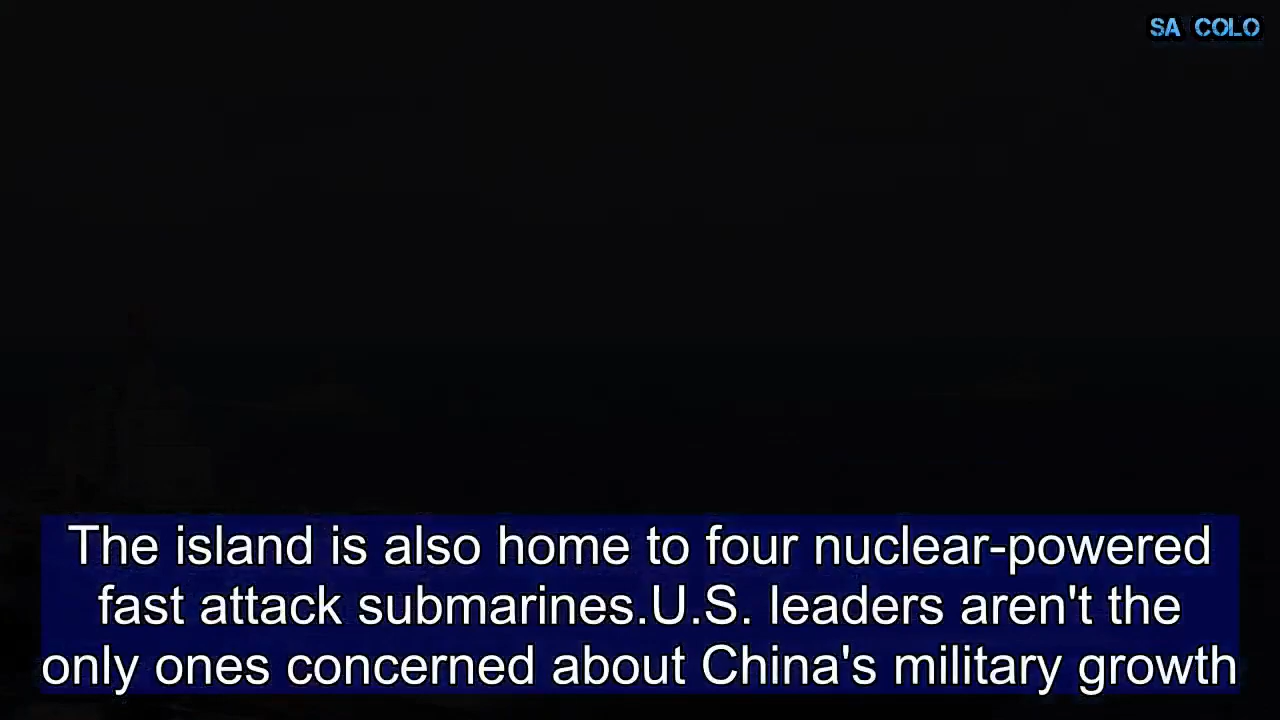 SA COLO
The island is also home to four nuclear-powered
fast attack submarines.U.S. leaders aren't the
only ones concerned about China's military growth